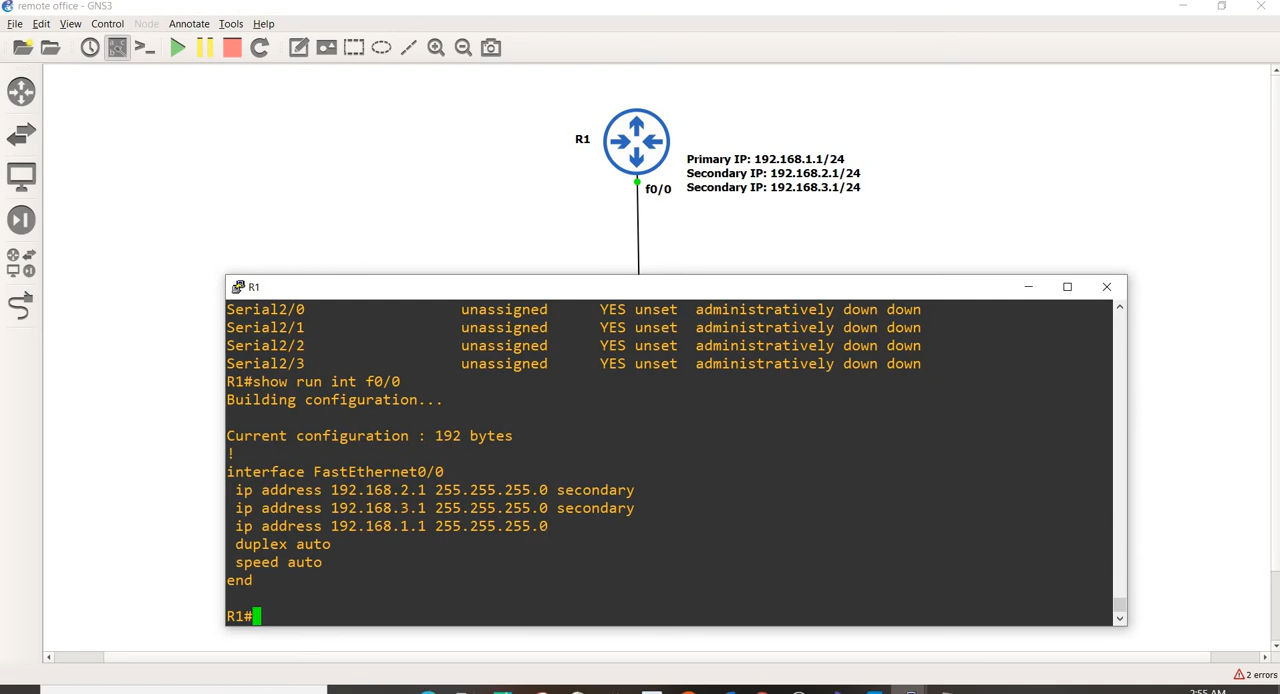 remote office - GNS3
File Edit View Control Node Annotate Tools Help
R1
Primary IP: 192.168.1.1/24
Secondary IP: 192.168.2.1/24
f0/0 Secondary IP: 192.168.3.1/24
R1
Serial2/0 unassigned YES unset administratively down down
Serial2/1 unassigned YES unset administratively down down
Serial2/2 unassigned YES unset administratively down down
Serial2/3 unassigned YES unset administratively down down
R1#show run int f0/0
Building configuration...
Current configuration : 192 bytes
!
interface FastEthernet0/0
ip address 192.168.2.1 255.255.255.0 secondary
ip address 192.168.3.1 255.255.255.0 secondary
ip address 192.168.1.1 255.255.255.0
duplex auto
speed auto
end
R1#
2 errors
2:55 AM